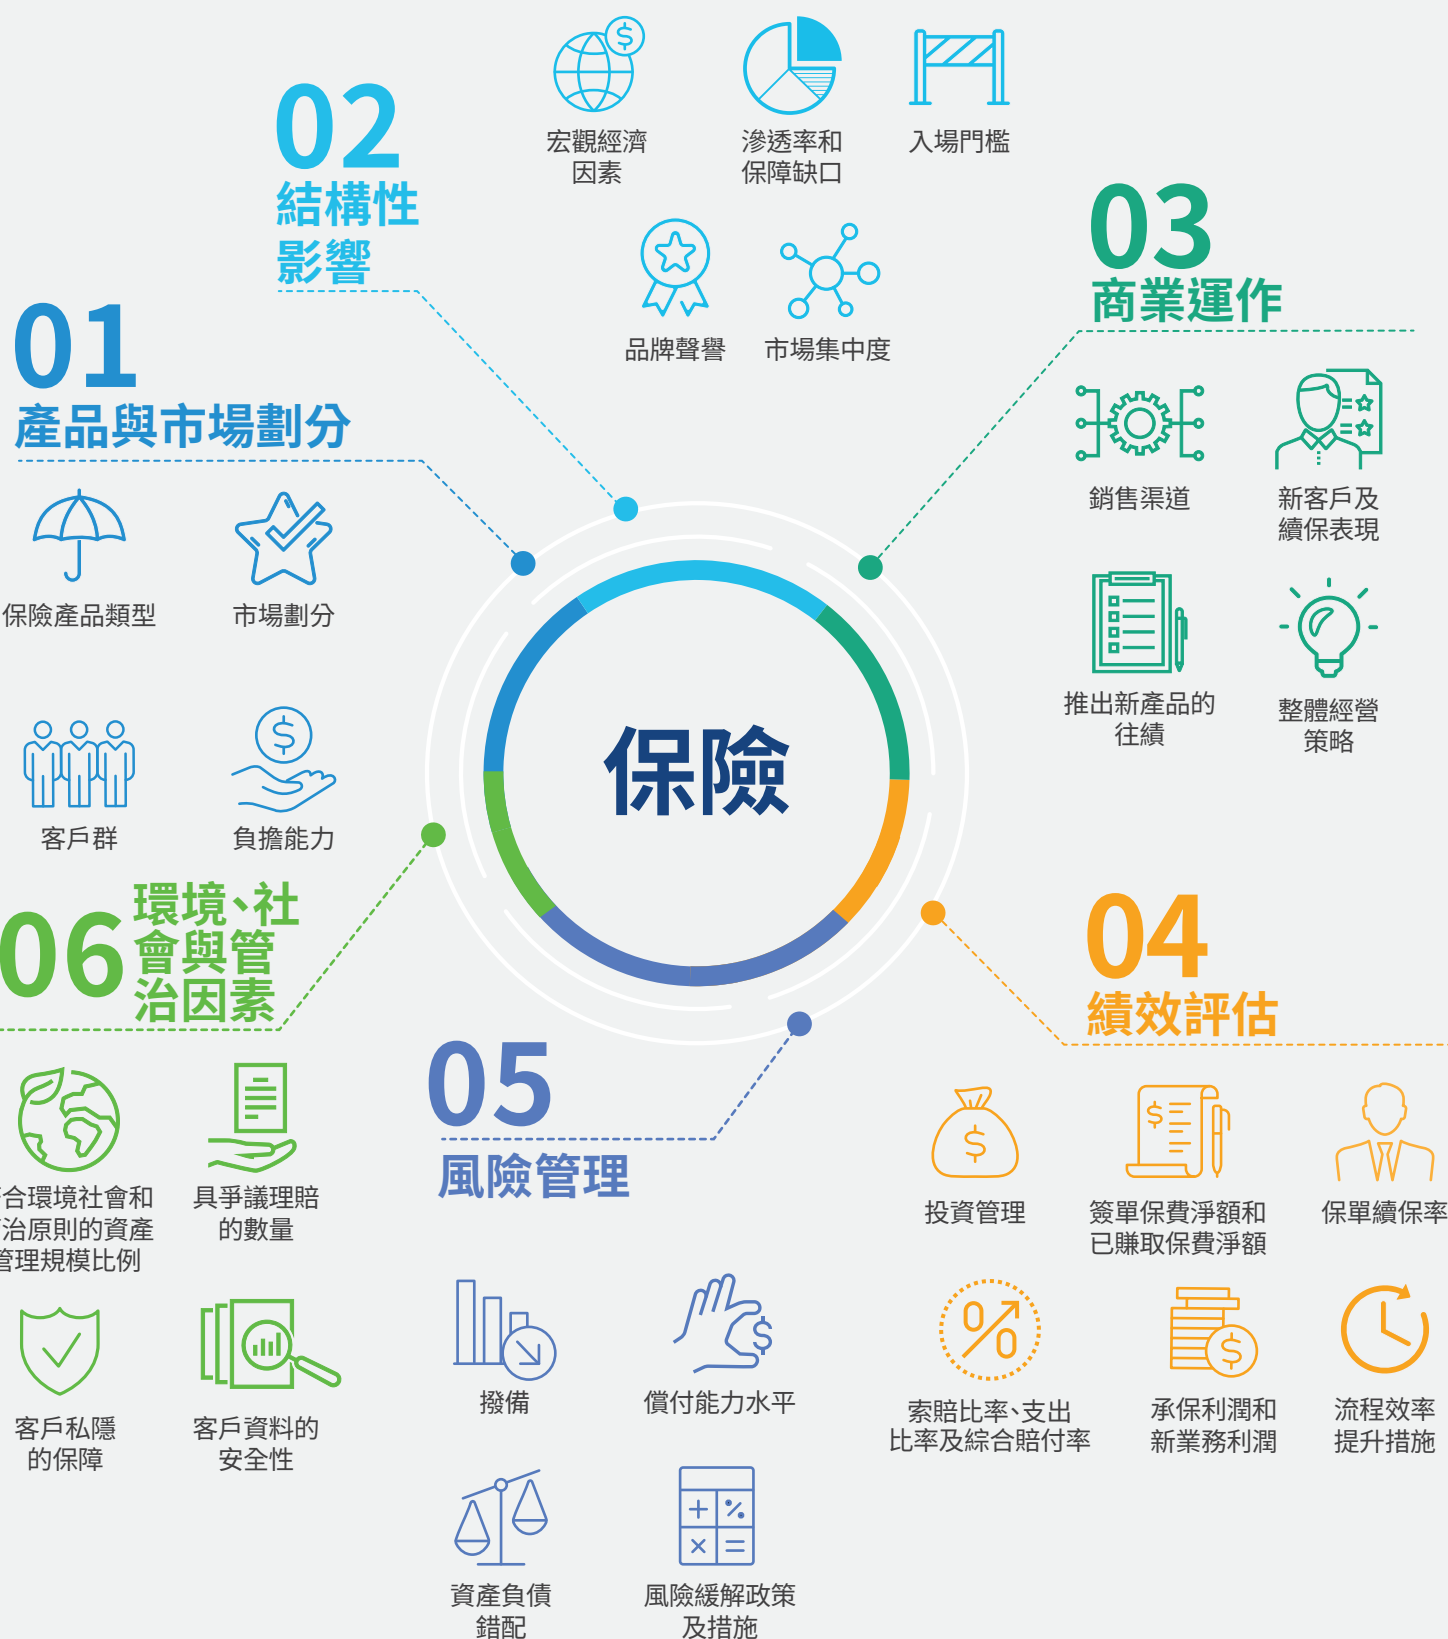 保險
01
產品與市場劃分
保險產品類型
市場劃分
客戶群
負擔能力
02
結構性
影響
宏觀經濟
因素
滲透率和
保障缺口
入場門檻
品牌聲譽
市場集中度
03
商業運作
銷售渠道
新客戶及
續保表現
推出新產品的
往績
整體經營
策略
04
績效評估
投資管理
簽單保費淨額和
已賺取保費淨額
保單續保率
索賠比率、支出
比率及綜合賠付率
承保利潤和
新業務利潤
流程效率
提升措施
05
風險管理
撥備
償付能力水平
資產負債
錯配
風險緩解政策
及措施
06
環境、社
會與管
治因素
合環境社會和
治原則的資產
管理規模比例
具爭議理賠
的數量
客戶私隱
的保障
客戶資料的
安全性